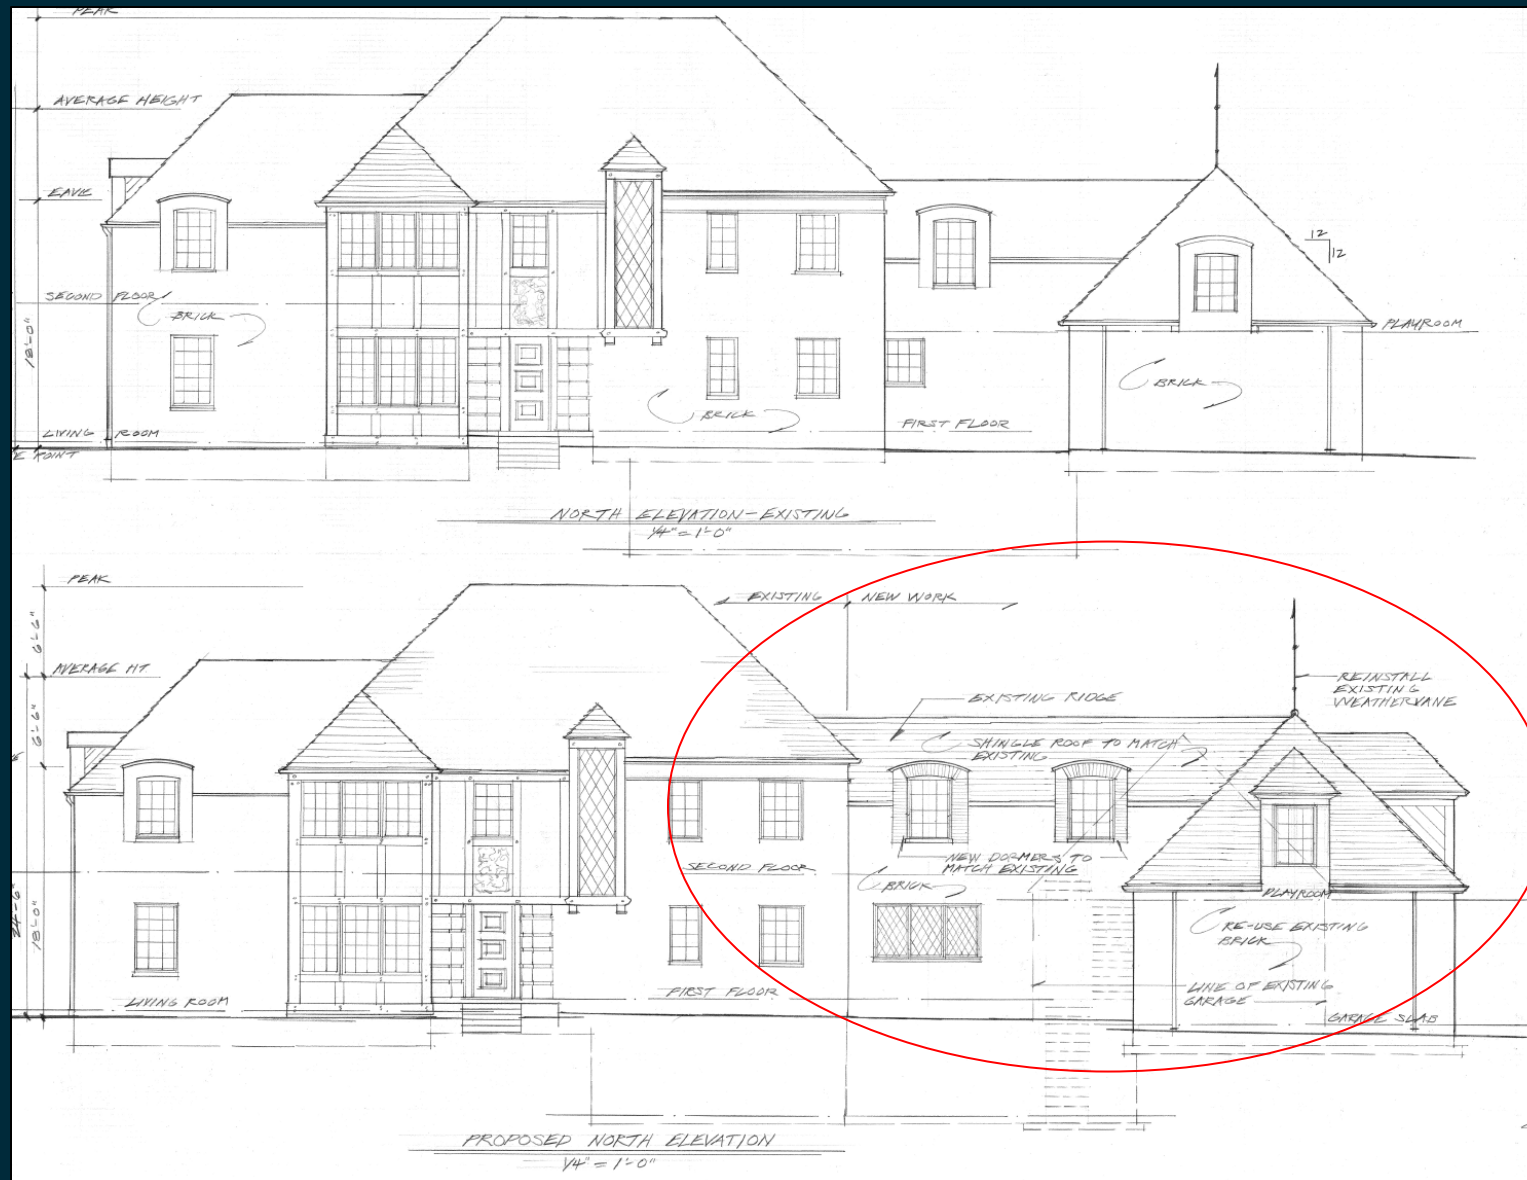 PEAK
AVERAGE HEIGHT
EAVE
SECOND FLOOR
BRICK
18'-0"
LIVING ROOM
E POINT
BRICK
FIRST FLOOR
12
12
PLAYROOM
BRICK
NORTH ELEVATION-EXISTING
1/4" = 1'-0"
PEAK
6'-6"
AVERAGE HT
6'-6"
24'-6"
18'-0"
LIVING ROOM
EXISTING
NEW WORK
EXISTING RIDGE
SHINGLE ROOF TO MATCH
EXISTING
REINSTALL
EXISTING
WEATHERVANE
SECOND FLOOR
NEW DORMERS TO
MATCH EXISTING
BRICK
PLAYROOM
RE-USE EXISTING
BRICK
FIRST FLOOR
LINE OF EXISTING
GARAGE
GARAGE SLAB
PROPOSED NORTH ELEVATION
1/4" = 1'-0"